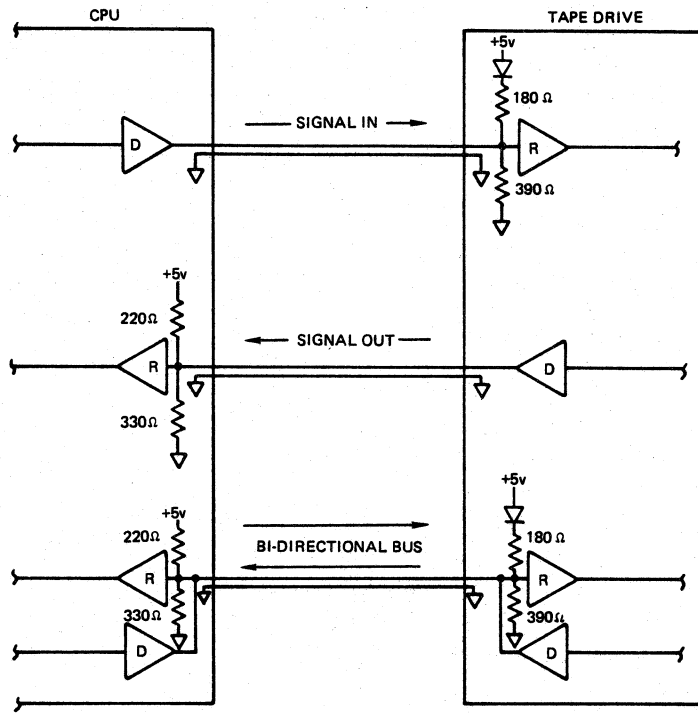 CPU
TAPE DRIVE
+5v
180 Ω
SIGNAL IN
D
R
390Ω
+5v
220Ω
SIGNAL OUT
R
D
330Ω
+5v
+5v
220Ω
180 Ω
BI-DIRECTIONAL BUS
R
R
330Ω
390Ω
D
D